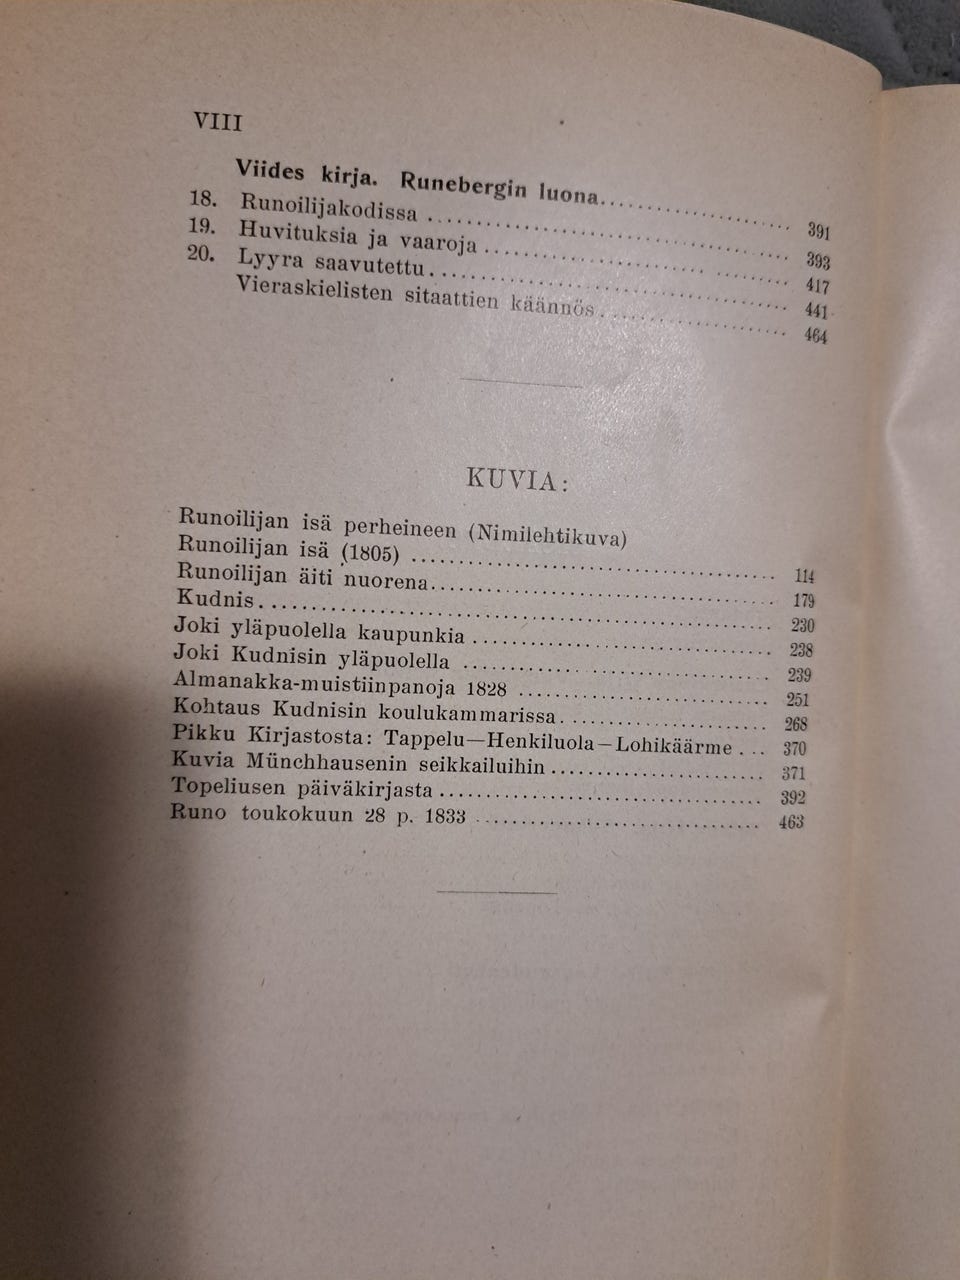 VIII
Viides kirja. Runebergin luona.................... 391
18. Runoilijakodissa .................... 393
19. Huvituksia ja vaaroja .................... 417
20. Lyyra saavutettu.................... 441
Vieraskielisten sitaattien käännös.................... 464
KUVIA:
Runoilijan isä perheineen (Nimilehtikuva)
Runoilijan isä (1805) .................... 114
Runoilijan äiti nuorena.................... 179
Kudnis.................... 230
Joki yläpuolella kaupunkia .................... 238
Joki Kudnisin yläpuolella .................... 239
Almanakka-muistiinpanoja 1828 .................... 251
Kohtaus Kudnisin koulukammarissa.................... 268
Pikku Kirjastosta: Tappelu—Henkiluola—Lohikäärme ... 370
Kuvia Münchhausenin seikkailuihin .................... 371
Topeliusen päiväkirjasta .................... 392
Runo toukokuun 28 p. 1833 .................... 463